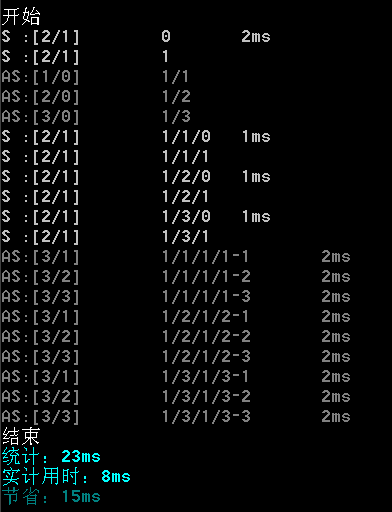 开始
S :[2/1] 0 2ms
S :[2/1] 1
AS:[1/0] 1/1
AS:[2/0] 1/2
AS:[3/0] 1/3
S :[2/1] 1/1/0 1ms
S :[2/1] 1/1/1
S :[2/1] 1/2/0 1ms
S :[2/1] 1/2/1
S :[2/1] 1/3/0 1ms
S :[2/1] 1/3/1
AS:[3/1] 1/1/1/1-1 2ms
AS:[3/2] 1/1/1/1-2 2ms
AS:[3/3] 1/1/1/1-3 2ms
AS:[3/1] 1/2/1/2-1 2ms
AS:[3/2] 1/2/1/2-2 2ms
AS:[3/3] 1/2/1/2-3 2ms
AS:[3/1] 1/3/1/3-1 2ms
AS:[3/2] 1/3/1/3-2 2ms
AS:[3/3] 1/3/1/3-3 2ms
结束
统计：23ms
实计用时：8ms
节省：15ms